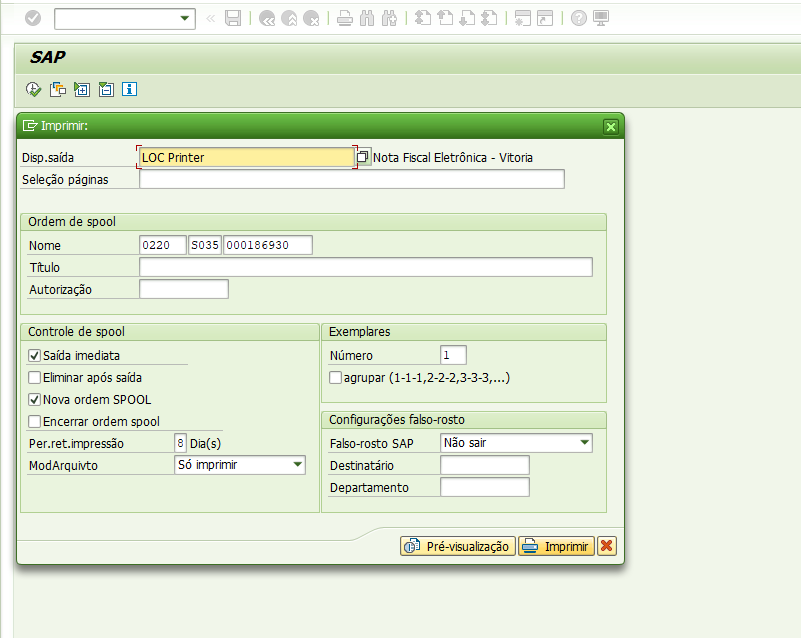 SAP
Imprimir:
Disp.saída LOC Printer Nota Fiscal Eletrônica - Vitoria
Seleção páginas
Ordem de spool
Nome 0220 S035 000186930
Título
Autorização
Controle de spool
Saída imediata
Eliminar após saída
Nova ordem SPOOL
Encerrar ordem spool
Per.ret.impressão 8 Dia(s)
ModArquivto Só imprimir
Exemplares
Número 1
agrupar (1-1-1,2-2-2,3-3-3,...)
Configurações falso-rosto
Falso-rosto SAP Não sair
Destinatário
Departamento
Pré-visualização Imprimir